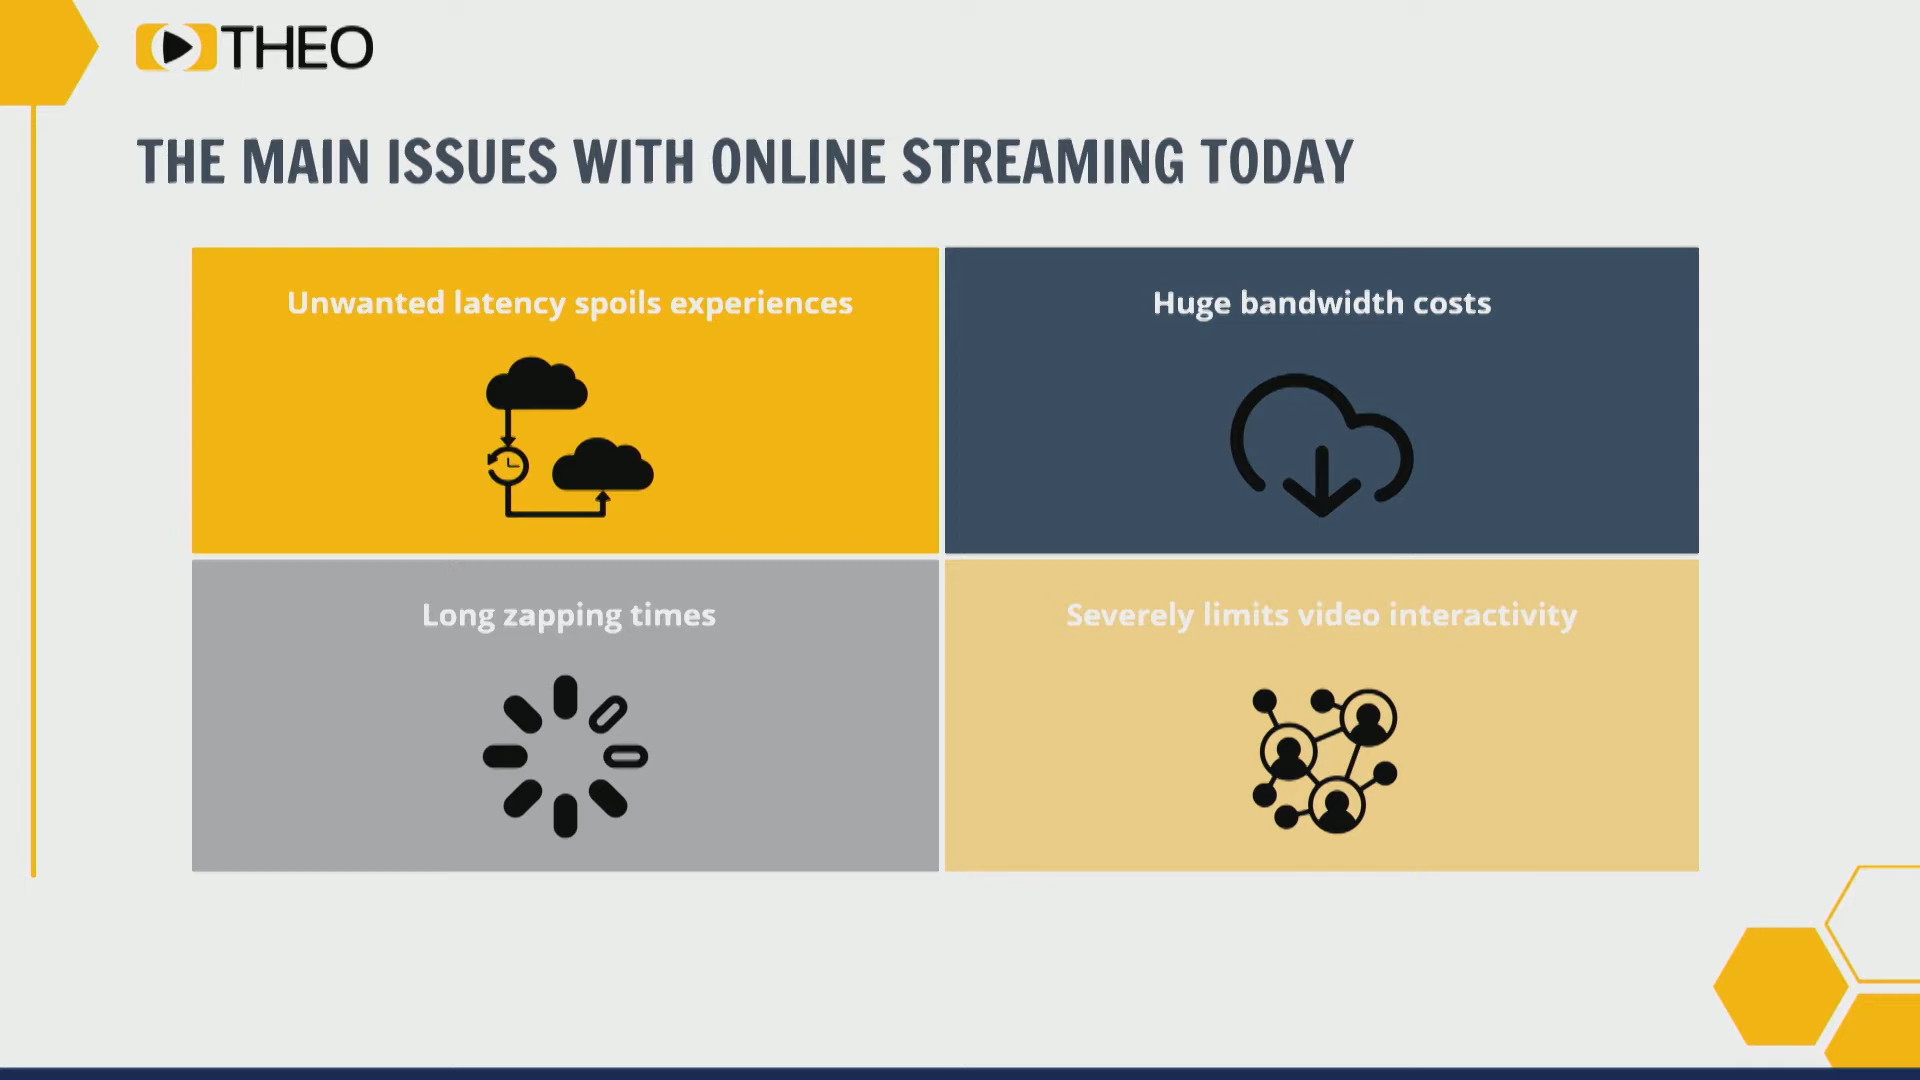 THEO
THE MAIN ISSUES WITH ONLINE STREAMING TODAY
Unwanted latency spoils experiences
Huge bandwidth costs
Long zapping times
Severely limits video interactivity